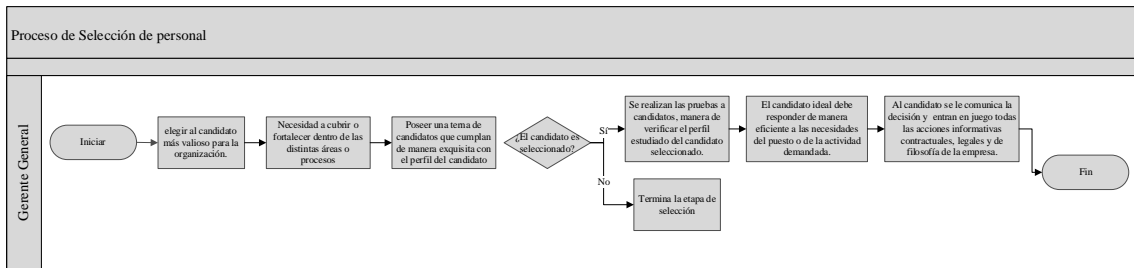 Proceso de Selección de personal
Gerente General
Iniciar
elegir al candidato
más valioso para la
organización.
Necesidad a cubrir o
fortalecer dentro de las
distintas áreas o
procesos
Poseer una terna de
candidatos que cumplan
de manera exquisita con
el perfil del candidato
¿El candidato es
seleccionado?
Sí
Se realizan las pruebas a
candidatos, manera de
verificar el perfil
estudiado del candidato
seleccionado.
El candidato ideal debe
responder de manera
eficiente a las necesidades
del puesto o de la actividad
demandada.
Al candidato se le comunica la
decisión y entran en juego todas
las acciones informativas
contractuales, legales y de
filosofía de la empresa.
Fin
No
Termina la etapa de
selección